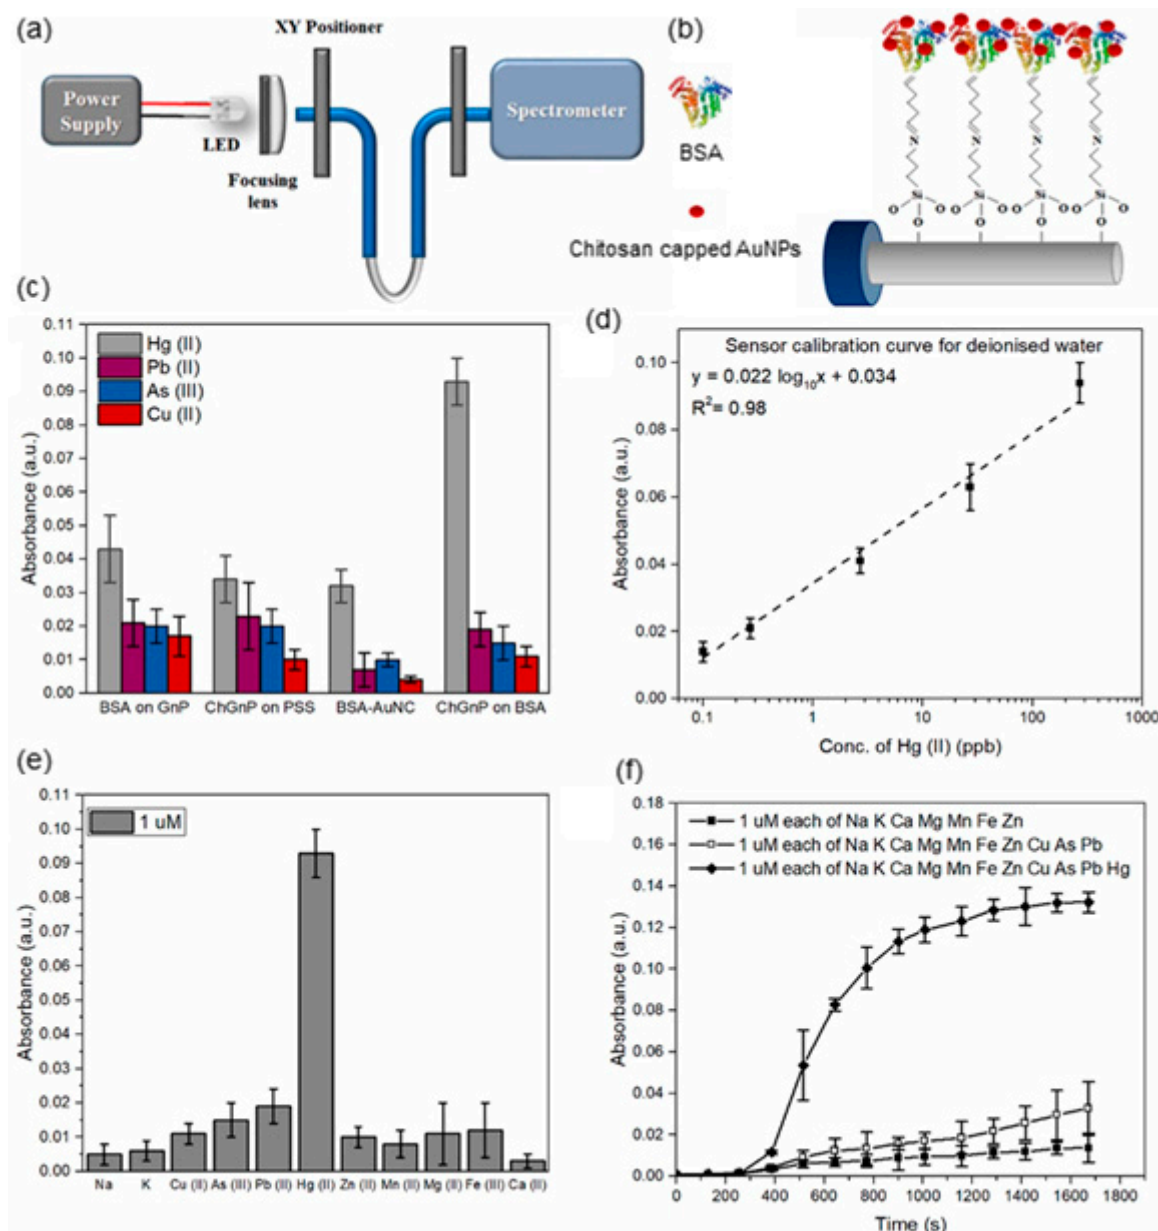 (a)
XY Positioner
Power
Supply
LED
Focusing
lens
Spectrometer
(b)
BSA
Chitosan capped AuNPs
N N N N
Si Si Si Si
O O O O O
O O O O
(c)
0.11
0.10
0.09
0.08
0.07
0.06
0.05
0.04
0.03
0.02
0.01
0.00
Absorbance (a.u.)
Hg (II)
Pb (II)
As (III)
Cu (II)
BSA on GnP
ChGnP on PSS
BSA-AuNC
ChGnP on BSA
(d)
Sensor calibration curve for deionised water
y = 0.022 log₁₀x + 0.034
R²= 0.98
0.10
0.08
0.06
0.04
0.02
0.00
Absorbance (a.u.)
0.1 1 10 100 1000
Conc. of Hg (II) (ppb)
(e)
0.11
0.10
0.09
0.08
0.07
0.06
0.05
0.04
0.03
0.02
0.01
0.00
Absorbance (a.u.)
1 uM
Na K Cu (II) As (III) Pb (II) Hg (II) Zn (II) Mn (II) Mg (II) Fe (III) Ca (II)
(f)
0.18
0.16
0.14
0.12
0.10
0.08
0.06
0.04
0.02
0.00
Absorbance (a.u.)
1 uM each of Na K Ca Mg Mn Fe Zn
1 uM each of Na K Ca Mg Mn Fe Zn Cu As Pb
1 uM each of Na K Ca Mg Mn Fe Zn Cu As Pb Hg
0 200 400 600 800 1000 1200 1400 1600 1800
Time (s)